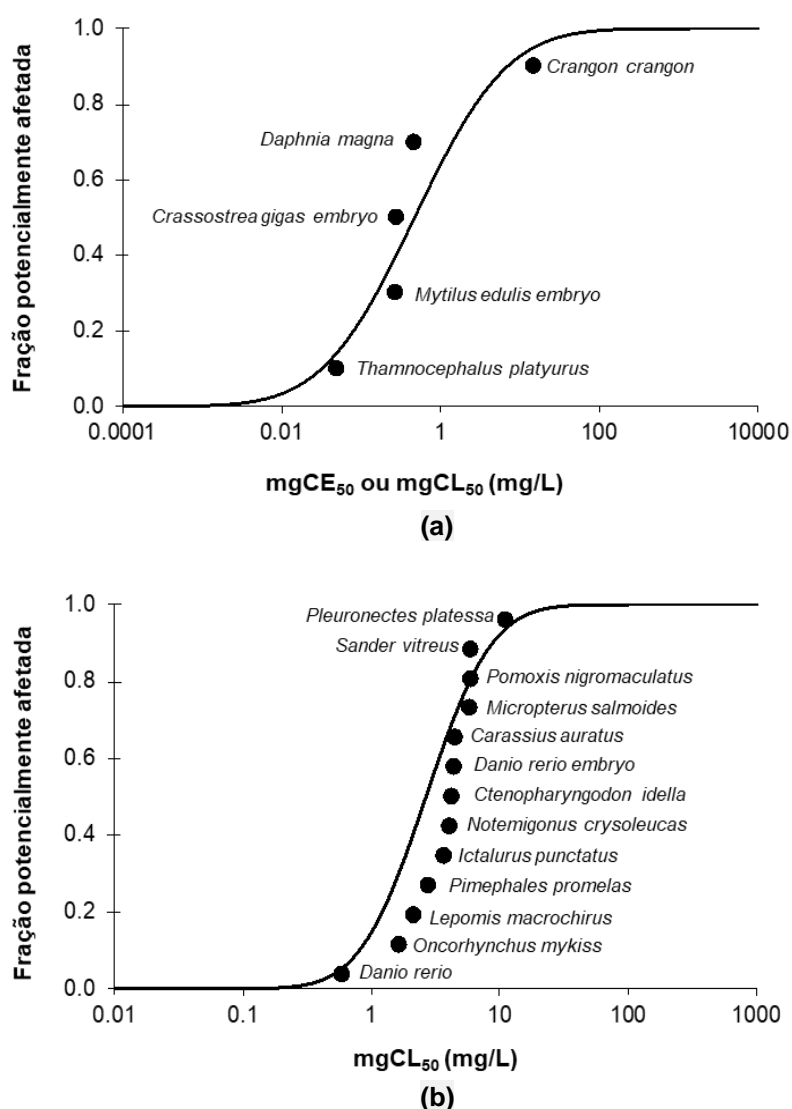 Fração potencialmente afetada
1.0
0.8
0.6
0.4
0.2
0.0
Crangon crangon
Daphnia magna
Crassostrea gigas embryo
Mytilus edulis embryo
Thamnocephalus platyurus
0.0001 0.01 1 100 10000
mgCE₅₀ ou mgCL₅₀ (mg/L)
(a)
Fração potencialmente afetada
1.0
0.8
0.6
0.4
0.2
0.0
Pleuronectes platessa
Sander vitreus
Pomoxis nigromaculatus
Micropterus salmoides
Carassius auratus
Danio rerio embryo
Ctenopharyngodon idella
Notemigonus crysoleucas
Ictalurus punctatus
Pimephales promelas
Lepomis macrochirus
Oncorhynchus mykiss
Danio rerio
0.01 0.1 1 10 100 1000
mgCL₅₀ (mg/L)
(b)